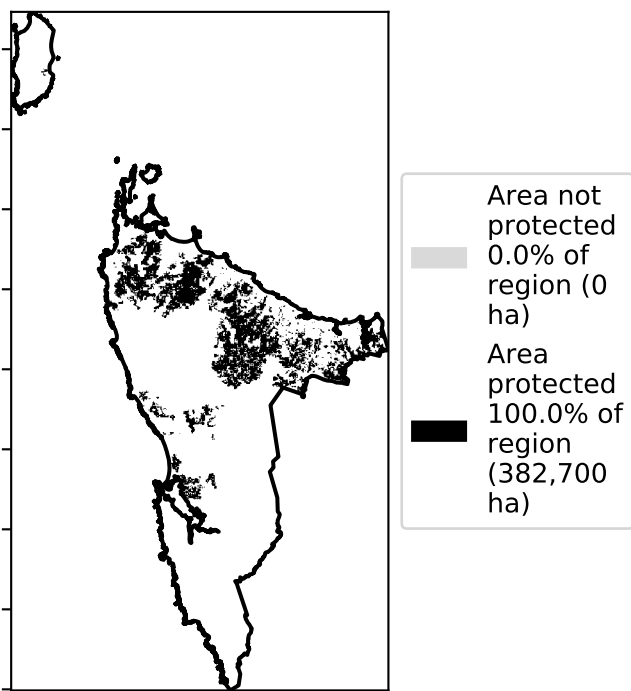 Area not
protected
0.0% of
region (0
ha)
Area
protected
100.0% of
region
(382,700
ha)